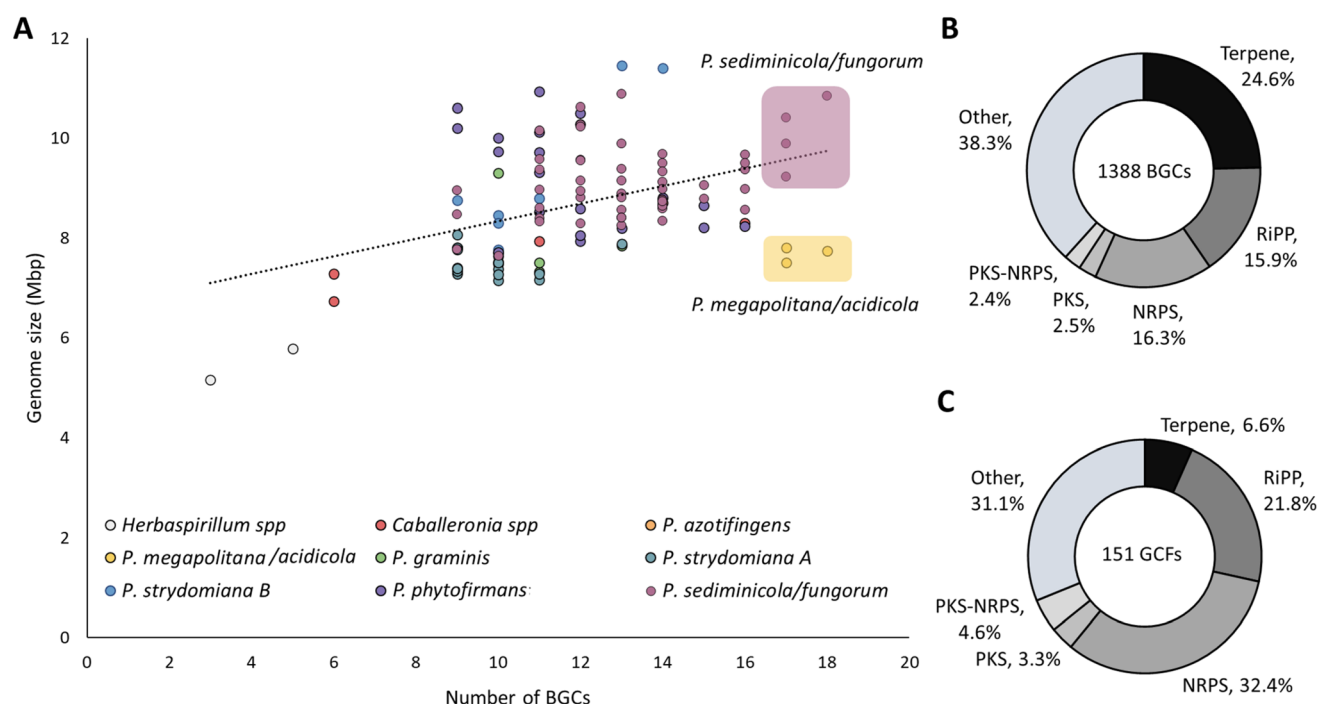 A
12
10
8
6
4
2
0
Genome size (Mbp)
0 2 4 6 8 10 12 14 16 18 20
Number of BGCs
P. sediminicola/fungorum
P. megapolitana/acidicola
Herbaspirillum spp
Caballeronia spp
P. azotifingens
P. megapolitana/acidicola
P. graminis
P. strydomiana A
P. strydomiana B
P. phytofirmans
P. sediminicola/fungorum
B
Terpene,
24.6%
Other,
38.3%
1388 BGCs
RiPP,
15.9%
PKS-NRPS,
2.4%
PKS,
2.5%
NRPS,
16.3%
C
Terpene, 6.6%
Other,
31.1%
RiPP,
21.8%
151 GCFs
PKS-NRPS,
4.6%
PKS, 3.3%
NRPS, 32.4%